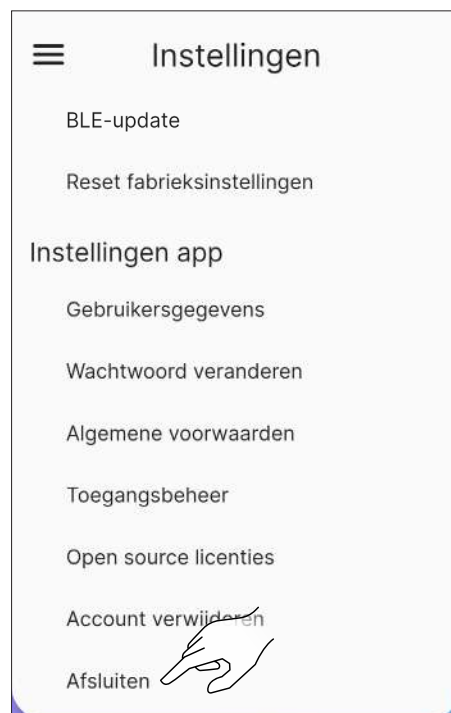 Instellingen
BLE-update
Reset fabrieksinstellingen
Instellingen app
Gebruikersgegevens
Wachtwoord veranderen
Algemene voorwaarden
Toegangsbeheer
Open source licenties
Account verwijderen
Afsluiten